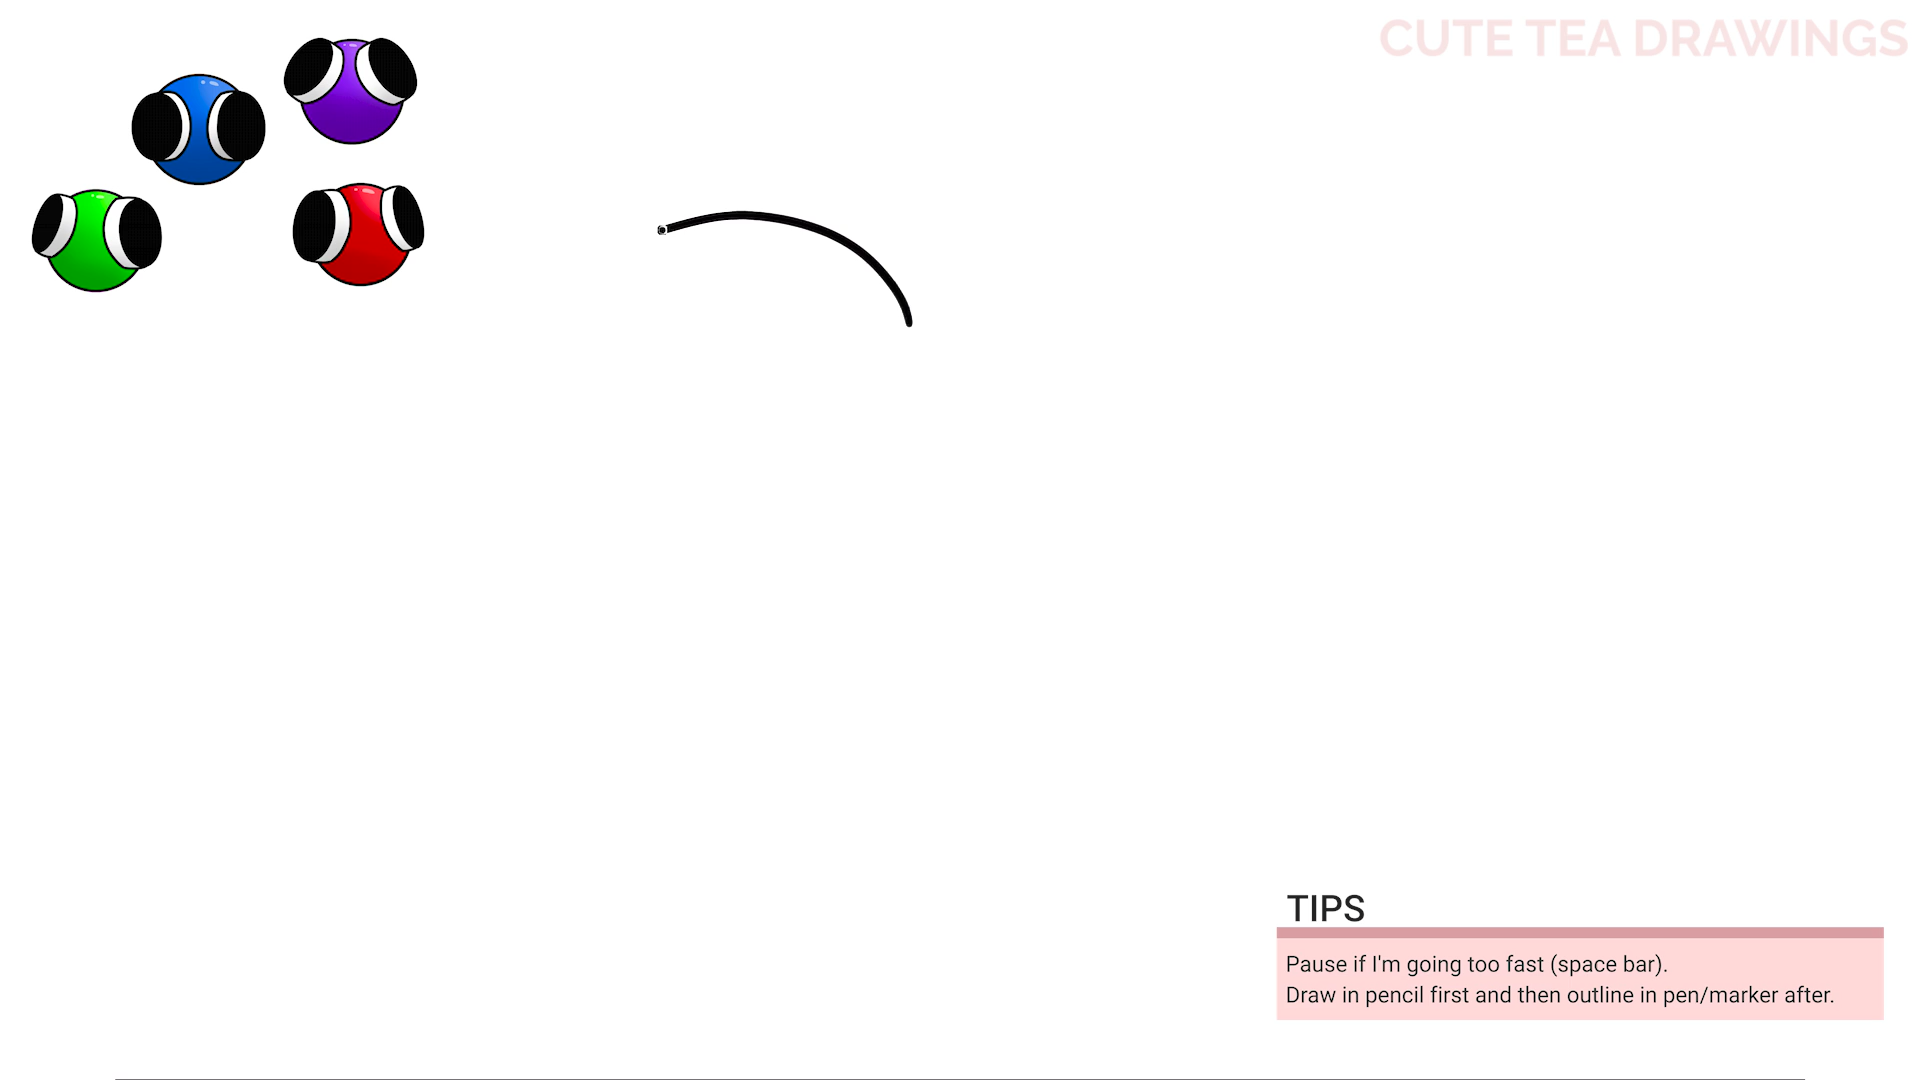 CUTE TEA DRAWINGS
TIPS
Pause if I'm going too fast (space bar).
Draw in pencil first and then outline in pen/marker after.